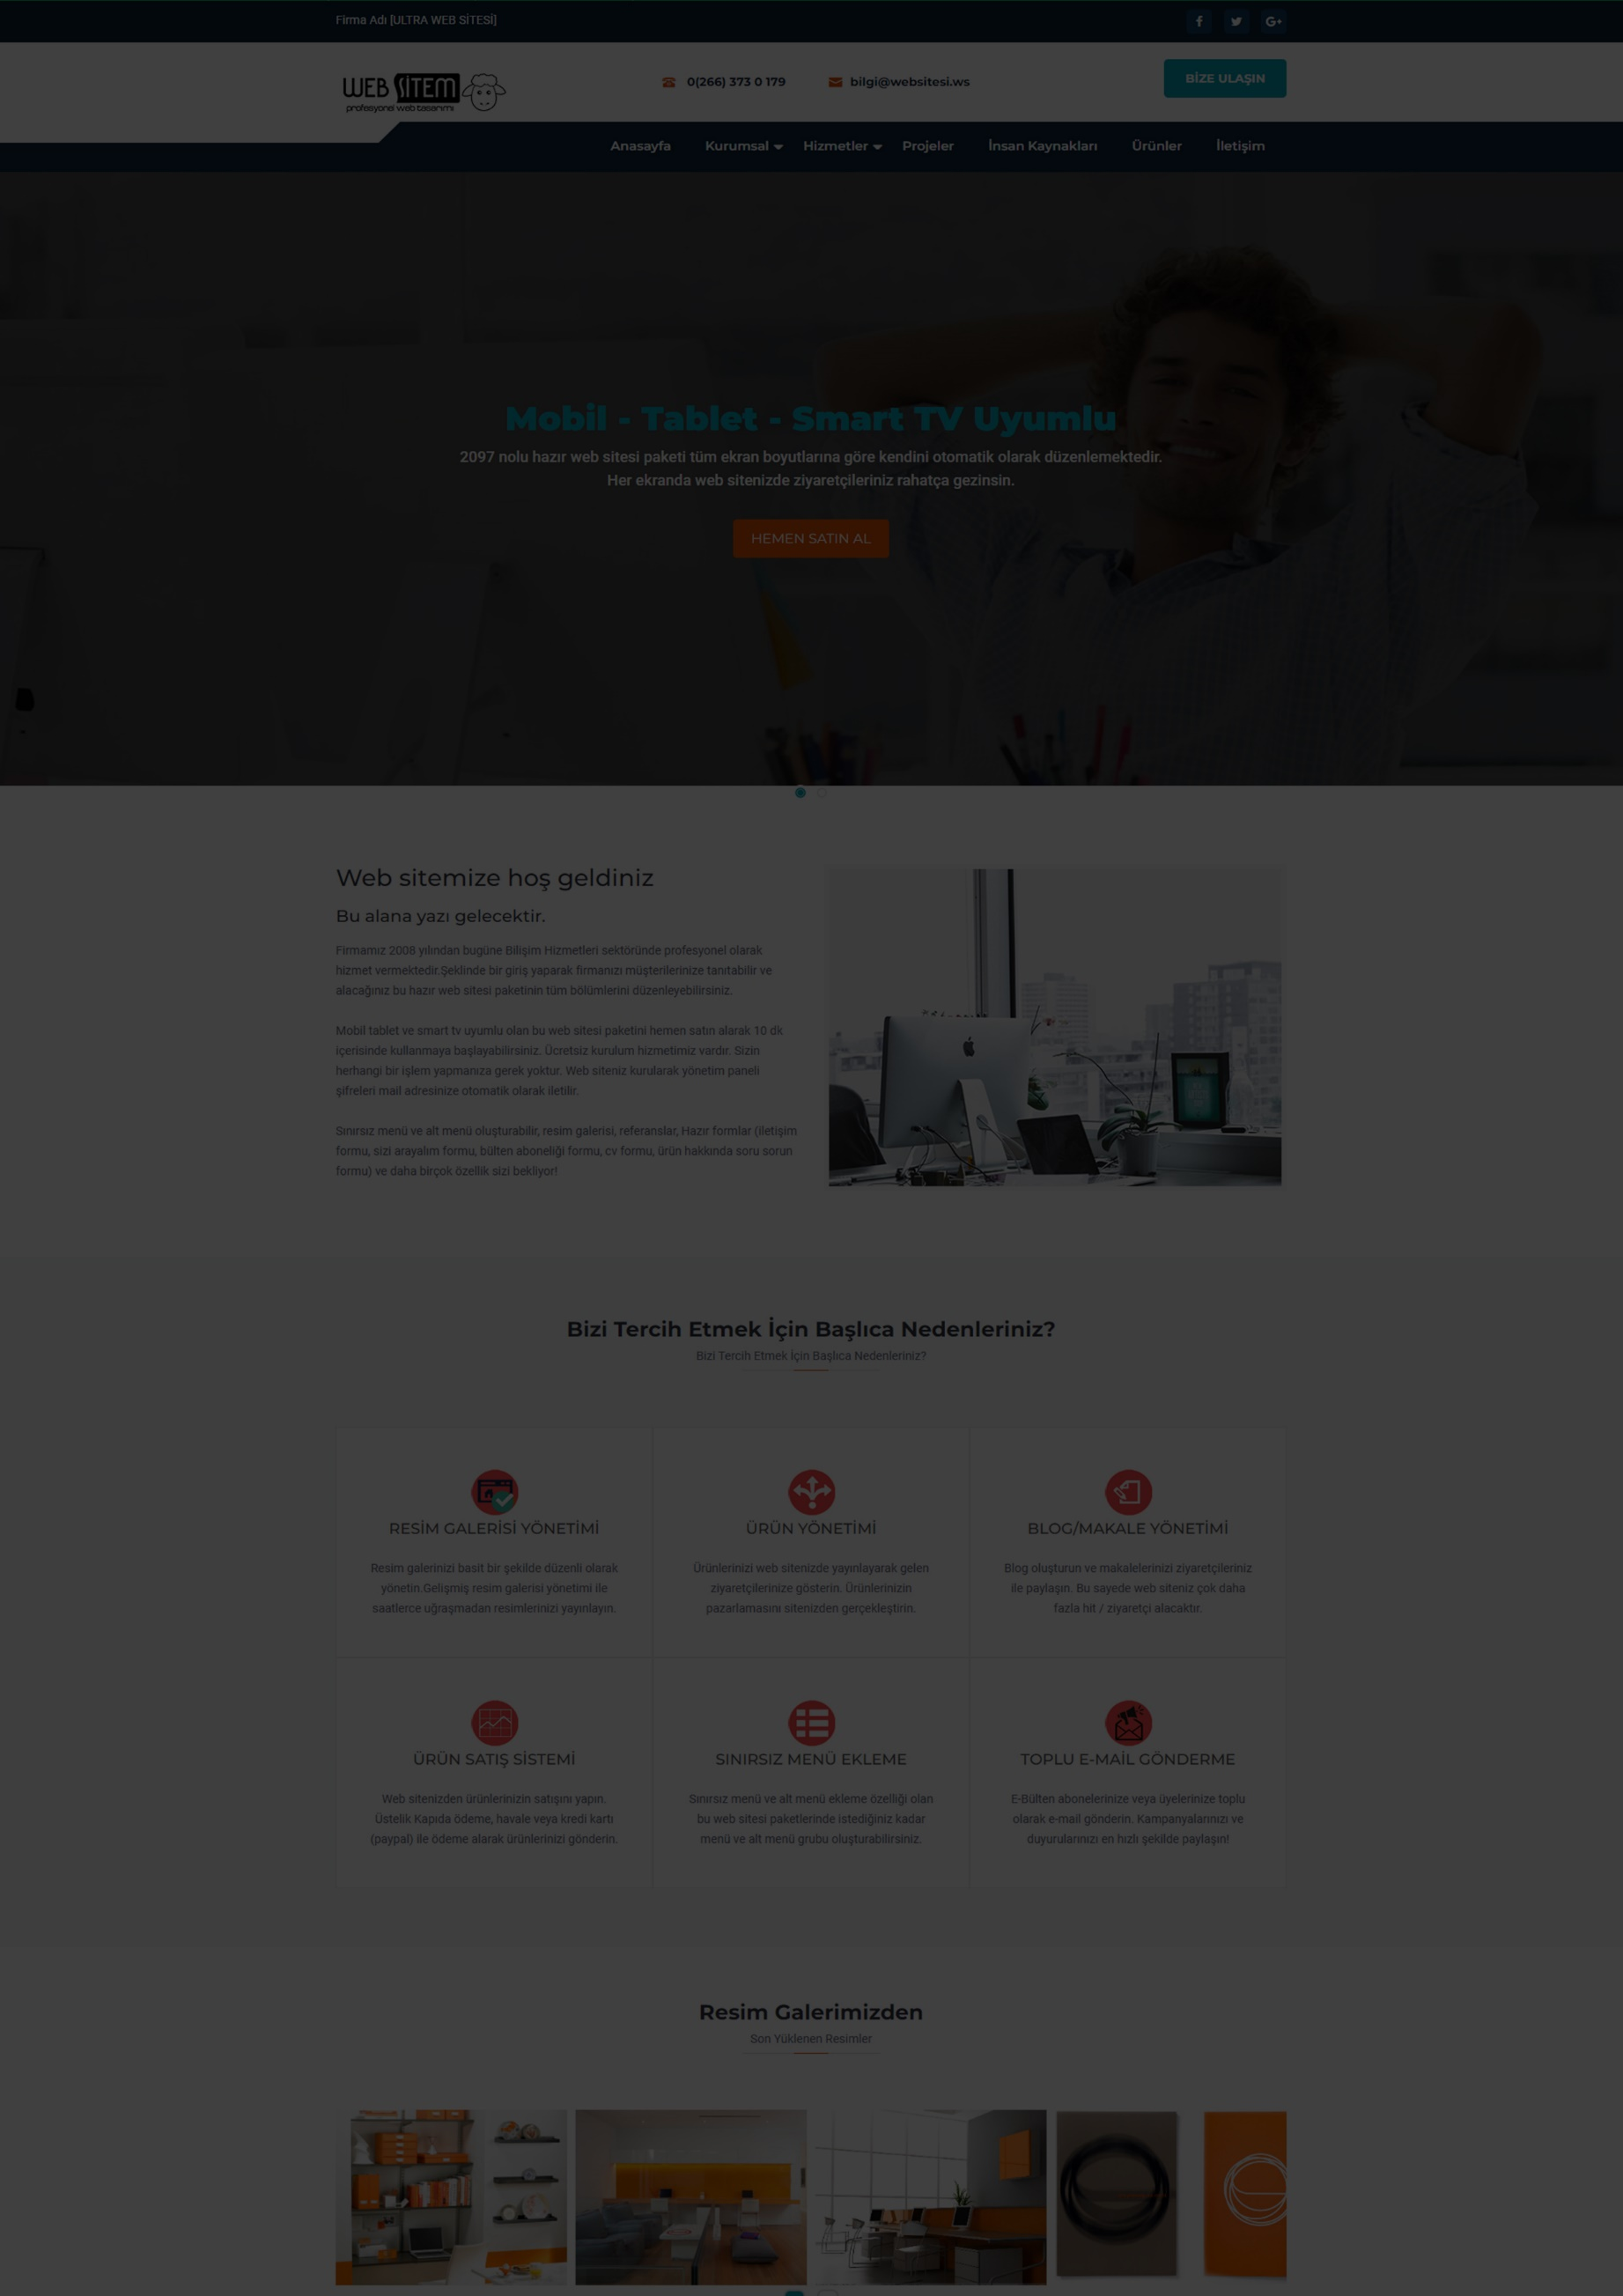 Firma Adı [ULTRA WEB SİTESİ]
WEB SİTEM
profesyonel web tasarımı
0(266) 373 0 179
bilgi@websitesi.ws
BİZE ULAŞIN
Anasayfa Kurumsal Hizmetler Projeler İnsan Kaynakları Ürünler İletişim
Mobil - Tablet - Smart TV Uyumlu
2097 nolu hazır web sitesi paketi tüm ekran boyutlarına göre kendini otomatik olarak düzenlemektedir.
Her ekranda web sitenizde ziyaretçileriniz rahatça gezinsin.
HEMEN SATIN AL
Web sitemize hoş geldiniz
Bu alana yazı gelecektir.
Firmamız 2008 yılından bugüne Bilişim Hizmetleri sektöründe profesyonel olarak
hizmet vermektedir.Şeklinde bir giriş yaparak firmanızı müşterilerinize tanıtabilir ve
alacağınız bu hazır web sitesi paketinin tüm bölümlerini düzenleyebilirsiniz.
Mobil tablet ve smart tv uyumlu olan bu web sitesi paketini hemen satın alarak 10 dk
içerisinde kullanmaya başlayabilirsiniz. Ücretsiz kurulum hizmetimiz vardır. Sizin
herhangi bir işlem yapmanıza gerek yoktur. Web siteniz kurularak yönetim paneli
şifreleri mail adresinize otomatik olarak iletilir.
Sınırsız menü ve alt menü oluşturabilir, resim galerisi, referanslar, Hazır formlar (iletişim
formu, sizi arayalım formu, bülten aboneliği formu, cv formu, ürün hakkında soru sorun
formu) ve daha birçok özellik sizi bekliyor!
Bizi Tercih Etmek İçin Başlıca Nedenleriniz?
Bizi Tercih Etmek İçin Başlıca Nedenleriniz?
RESİM GALERİSİ YÖNETİMİ
Resim galerinizi basit bir şekilde düzenli olarak
yönetin.Gelişmiş resim galerisi yönetimi ile
saatlerce uğraşmadan resimlerinizi yayınlayın.
ÜRÜN YÖNETİMİ
Ürünlerinizi web sitenizde yayınlayarak gelen
ziyaretçilerinize gösterin. Ürünlerinizin
pazarlamasını sitenizden gerçekleştirin.
BLOG/MAKALE YÖNETİMİ
Blog oluşturun ve makalelerinizi ziyaretçileriniz
ile paylaşın. Bu sayede web siteniz çok daha
fazla hit / ziyaretçi alacaktır.
ÜRÜN SATIŞ SİSTEMİ
Web sitenizden ürünlerinizin satışını yapın.
Üstelik Kapıda ödeme, havale veya kredi kartı
(paypal) ile ödeme alarak ürünlerinizi gönderin.
SINIRSIZ MENÜ EKLEME
Sınırsız menü ve alt menü ekleme özelliği olan
bu web sitesi paketlerinde istediğiniz kadar
menü ve alt menü grubu oluşturabilirsiniz.
TOPLU E-MAİL GÖNDERME
E-Bülten abonelerinize veya üyelerinize toplu
olarak e-mail gönderin. Kampanyalarınızı ve
duyurularınızı en hızlı şekilde paylaşın!
Resim Galerimizden
Son Yüklenen Resimler